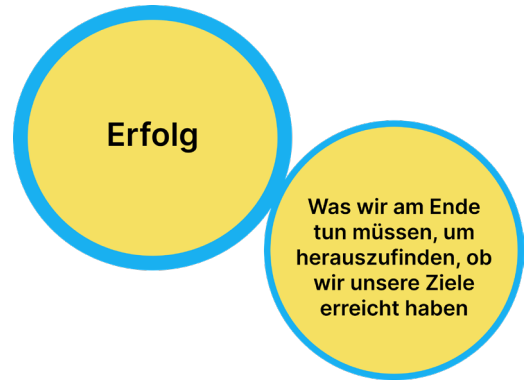 Erfolg
Was wir am Ende
tun müssen, um
herauszufinden, ob
wir unsere Ziele
erreicht haben